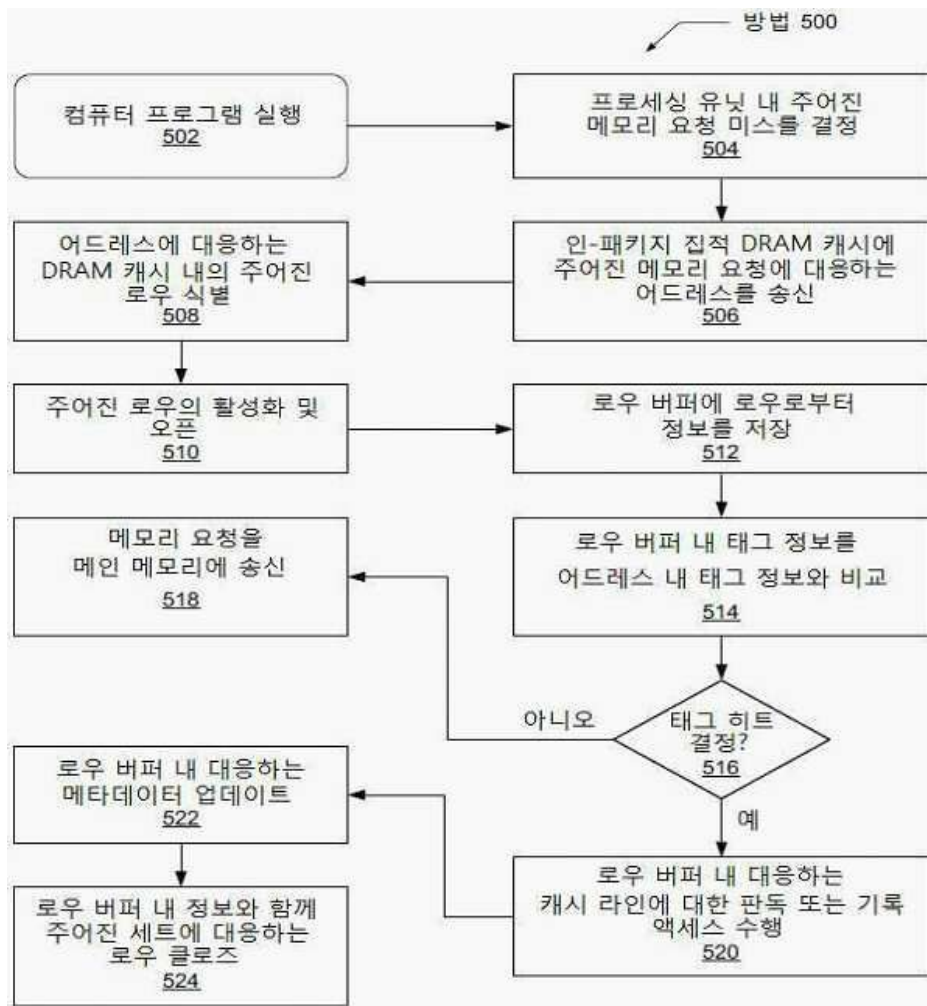 방법 500
컴퓨터 프로그램 실행
502
프로세싱 유닛 내 주어진
메모리 요청 미스를 결정
504
인-패키지 집적 DRAM 캐시에
주어진 메모리 요청에 대응하는
어드레스를 송신
506
어드레스에 대응하는
DRAM 캐시 내의 주어진
로우 식별
508
주어진 로우의 활성화 및
오픈
510
로우 버퍼에 로우로부터
정보를 저장
512
로우 버퍼 내 태그 정보를
어드레스 내 태그 정보와 비교
514
태그 히트
결정?
516
아니오
메모리 요청을
메인 메모리에 송신
518
예
로우 버퍼 내 대응하는
캐시 라인에 대한 판독 또는 기록
액세스 수행
520
로우 버퍼 내 대응하는
메타데이터 업데이트
522
로우 버퍼 내 정보와 함께
주어진 세트에 대응하는
로우 클로즈
524